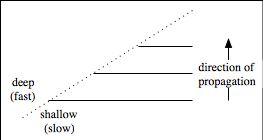 direction of
propagation
deep
(fast)
shallow
(slow)